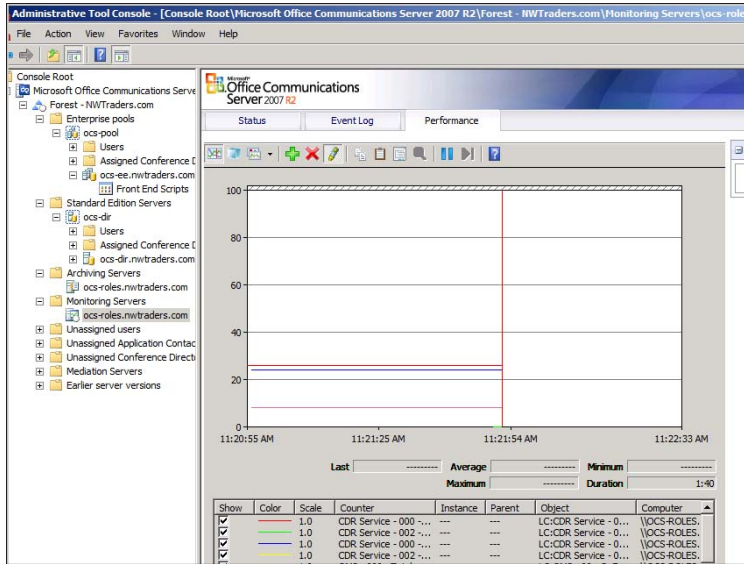 Administrative Tool Console - [Console Root\Microsoft Office Communications Server 2007 R2\Forest - NWTraders.com\Monitoring Servers\ocs-role
File Action View Favorites Window Help
Console Root
Microsoft Office Communications Serve
Forest - NWTraders.com
Enterprise pools
ocs-pool
Users
Assigned Conference D
ocs-ee.nwtraders.com
Front End Scripts
Standard Edition Servers
ocs-dir
Users
Assigned Conference D
ocs-dir.nwtraders.com
Archiving Servers
ocs-roles.nwtraders.com
Monitoring Servers
ocs-roles.nwtraders.com
Unassigned users
Unassigned Application Contac
Unassigned Conference Directo
Mediation Servers
Earlier server versions
Microsoft
Office Communications
Server 2007 R2
Status Event Log Performance
100
80
60
40
20
0
11:20:55 AM 11:21:25 AM 11:21:54 AM 11:22:33 AM
Last --------- Average --------- Minimum ---------
Maximum --------- Duration 1:40
Show Color Scale Counter Instance Parent Object Computer
1.0 CDR Service - 000 -... --- --- LC:CDR Service - 0... \\OCS-ROLES.
1.0 CDR Service - 002 -... --- --- LC:CDR Service - 0... \\OCS-ROLES.
1.0 CDR Service - 000 -... --- --- LC:CDR Service - 0... \\OCS-ROLES.
1.0 CDR Service - 002 -... --- --- LC:CDR Service - 0... \\OCS-ROLES.